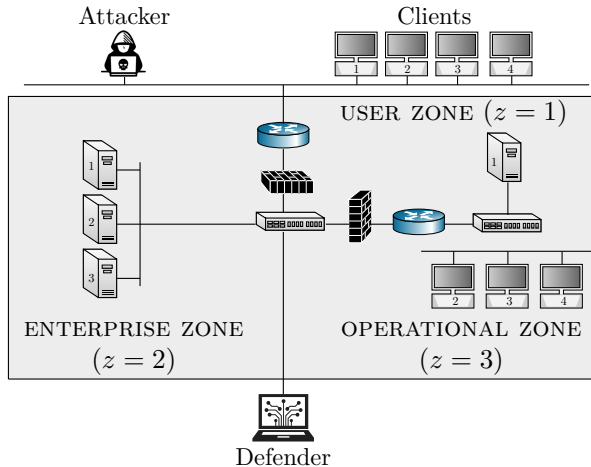 Attacker
Clients
1 2 3 4
USER ZONE (z = 1)
1
1
2
3
2 3 4
ENTERPRISE ZONE
(z = 2)
OPERATIONAL ZONE
(z = 3)
Defender